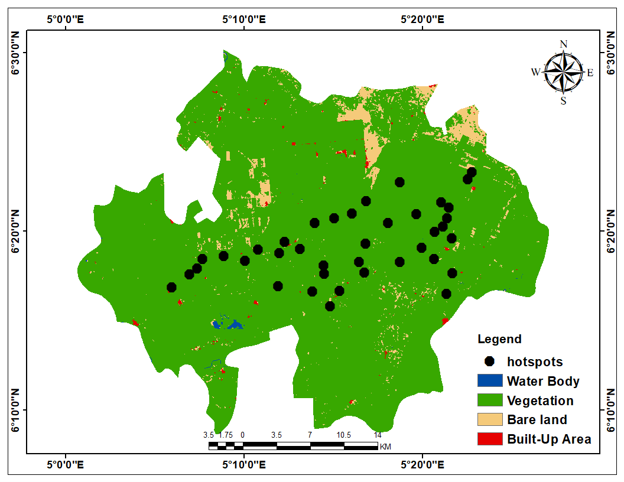 5°0'0"E 5°10'0"E 5°20'0"E
6°30'0"N 6°30'0"N
N
W E
S
6°20'0"N 6°20'0"N
Legend
hotspots
Water Body
Vegetation
Bare land
Built-Up Area
6°10'0"N 6°10'0"N
3.5 1.75 0 3.5 7 10.5 14
KM
5°0'0"E 5°10'0"E 5°20'0"E